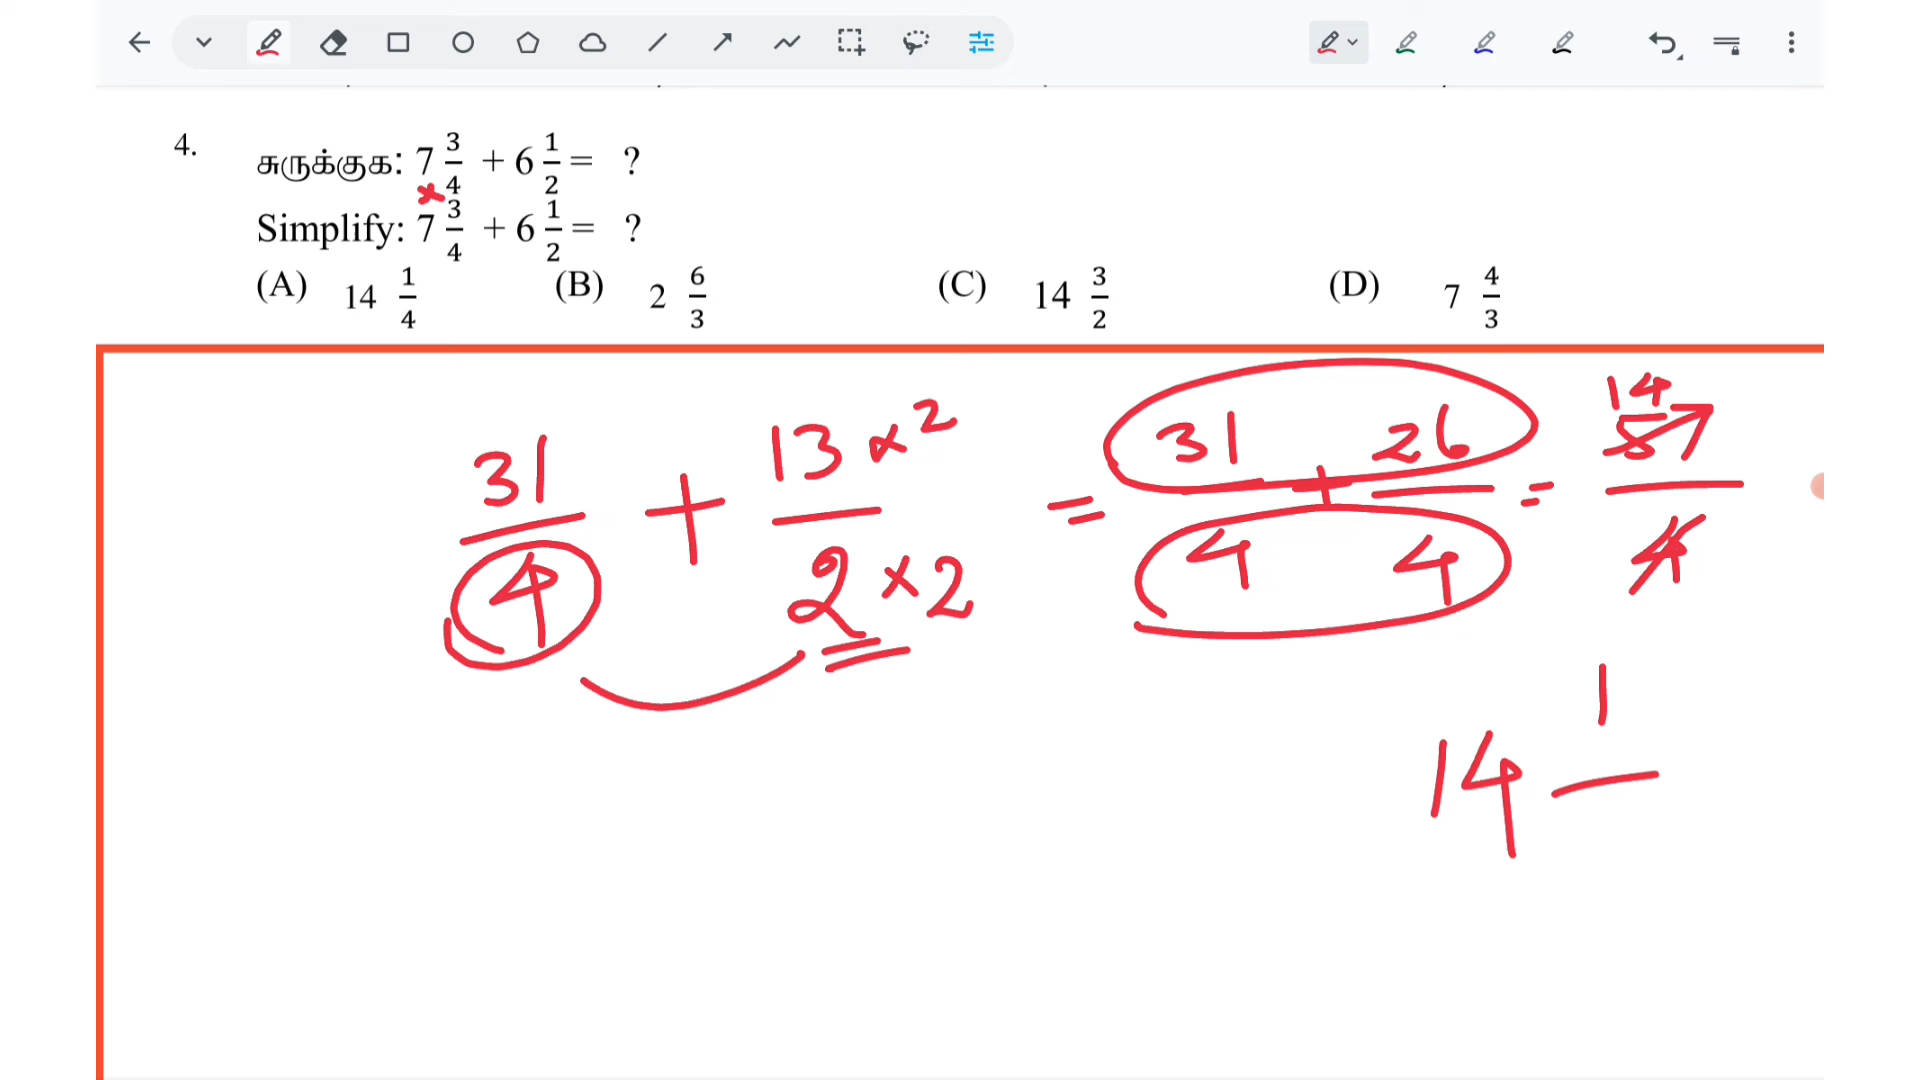 4.
சுருக்குக: 7 3/4 + 6 1/2 = ?
Simplify: 7 3/4 + 6 1/2 = ?
(A) 14 1/4 (B) 2 6/3 (C) 14 3/2 (D) 7 4/3
31/4 + 13×2/2×2 = 31/4 + 26/4 = 57/4
14
14 1/